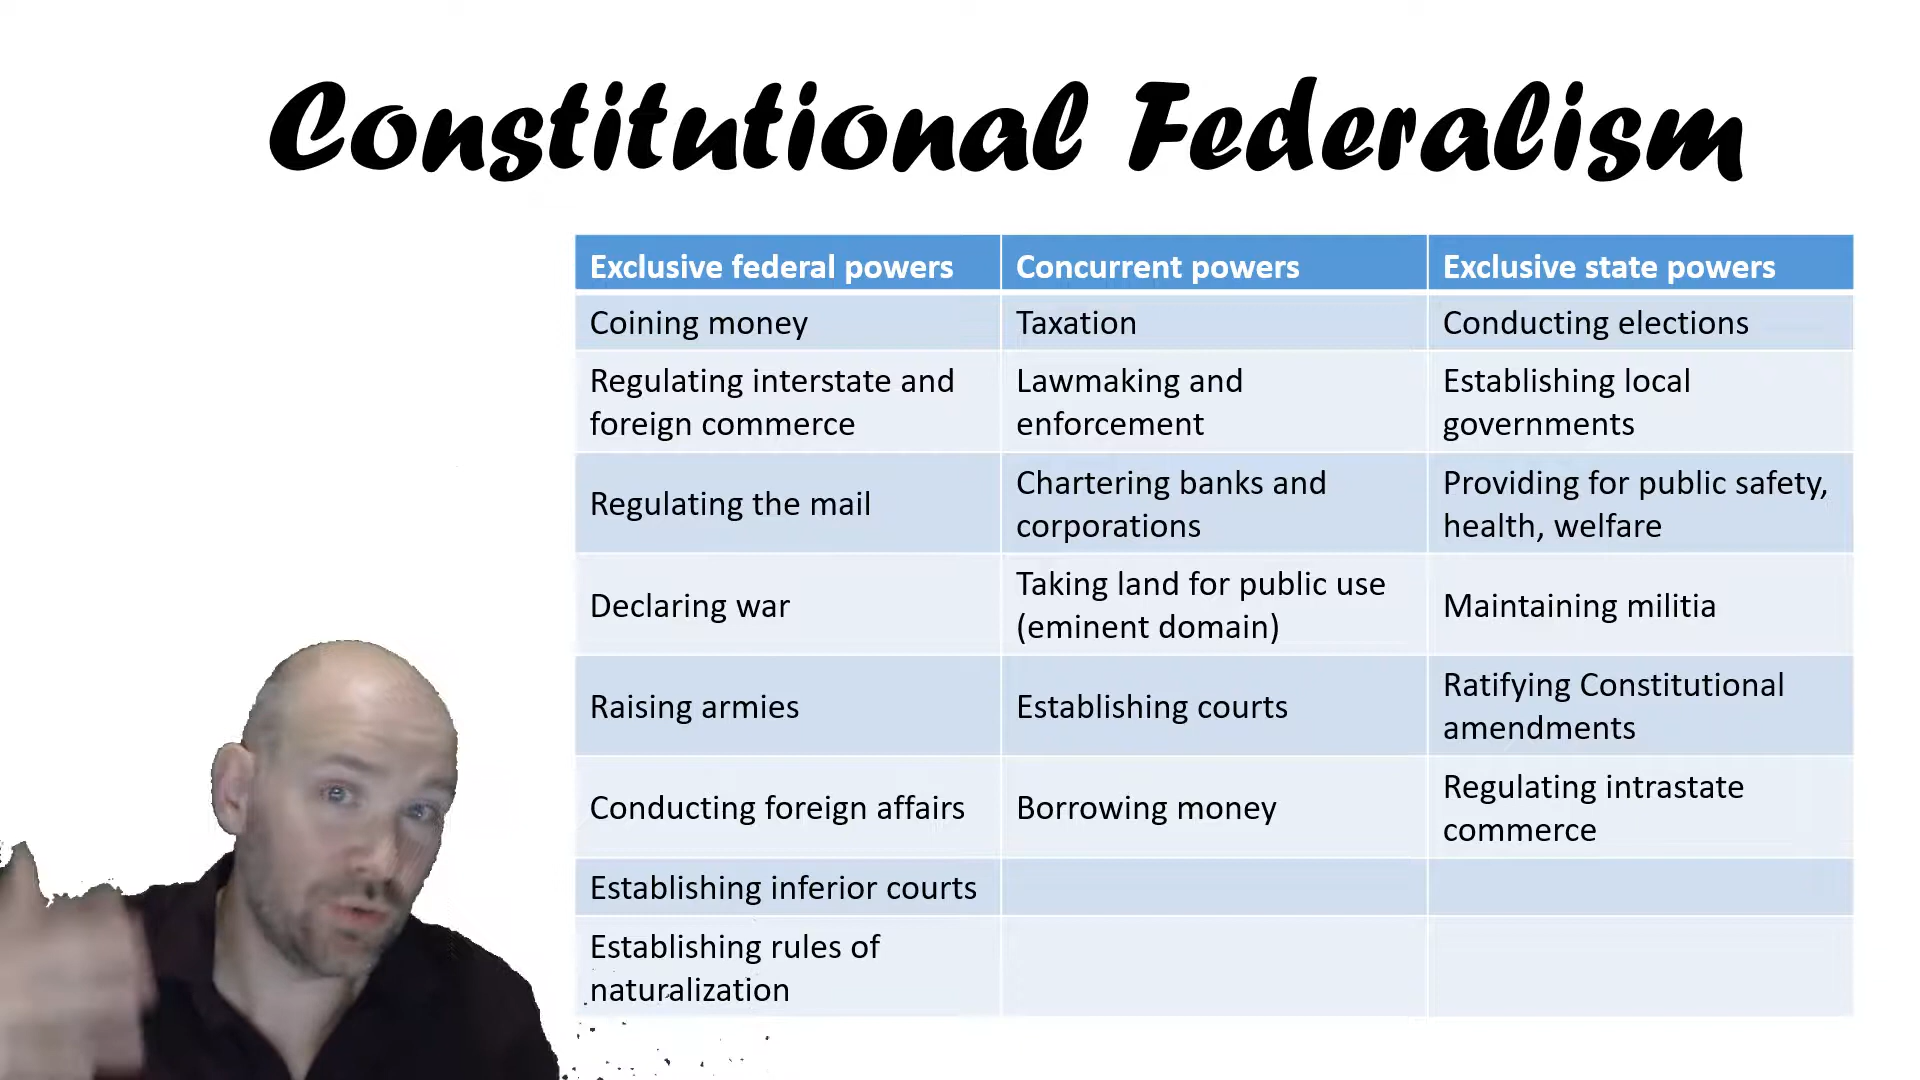 Constitutional Federalism
Exclusive federal powers
Concurrent powers
Exclusive state powers
Coining money
Taxation
Conducting elections
Regulating interstate and
foreign commerce
Lawmaking and
enforcement
Establishing local
governments
Regulating the mail
Chartering banks and
corporations
Providing for public safety,
health, welfare
Declaring war
Taking land for public use
(eminent domain)
Maintaining militia
Raising armies
Establishing courts
Ratifying Constitutional
amendments
Conducting foreign affairs
Borrowing money
Regulating intrastate
commerce
Establishing inferior courts
Establishing rules of
naturalization